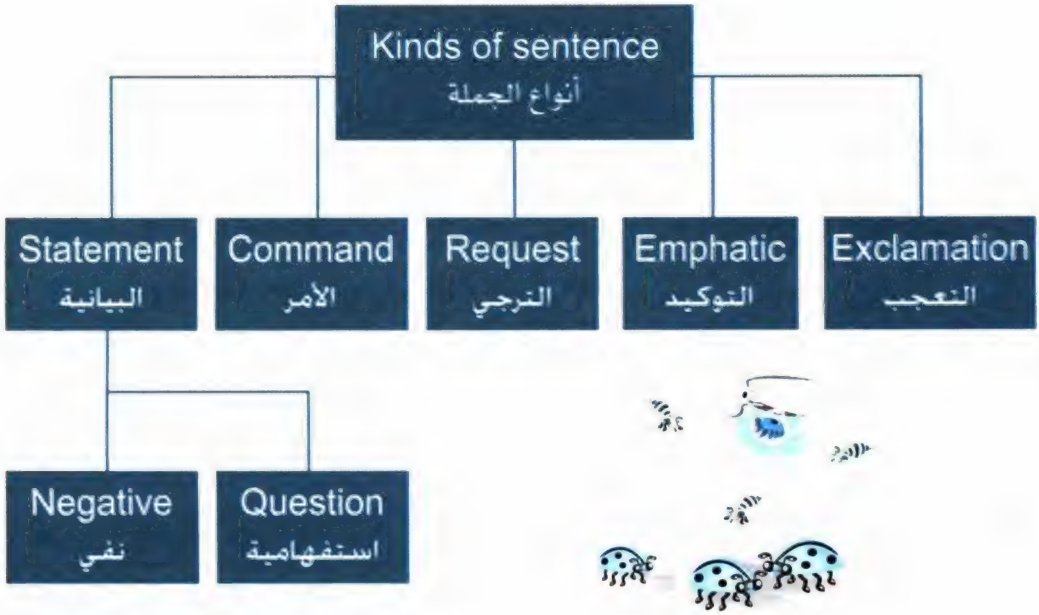 Kinds of sentence
أنواع الجملة
Statement
البيانية
Command
الأمر
Request
الترجي
Emphatic
التوكيد
Exclamation
التعجب
Negative
نفي
Question
استفهامية